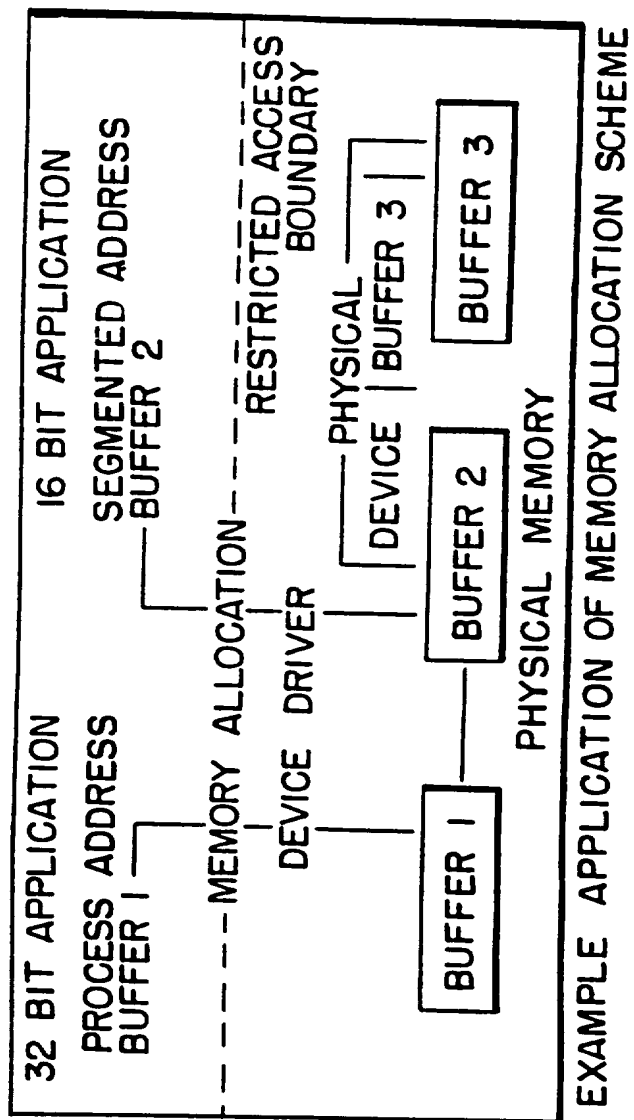 32 BIT APPLICATION
PROCESS ADDRESS
BUFFER 1
16 BIT APPLICATION
SEGMENTED ADDRESS
BUFFER 2
MEMORY ALLOCATION
RESTRICTED ACCESS
BOUNDARY
DEVICE DRIVER
PHYSICAL
DEVICE BUFFER 3
BUFFER 1
BUFFER 2
BUFFER 3
PHYSICAL MEMORY
EXAMPLE APPLICATION OF MEMORY ALLOCATION SCHEME